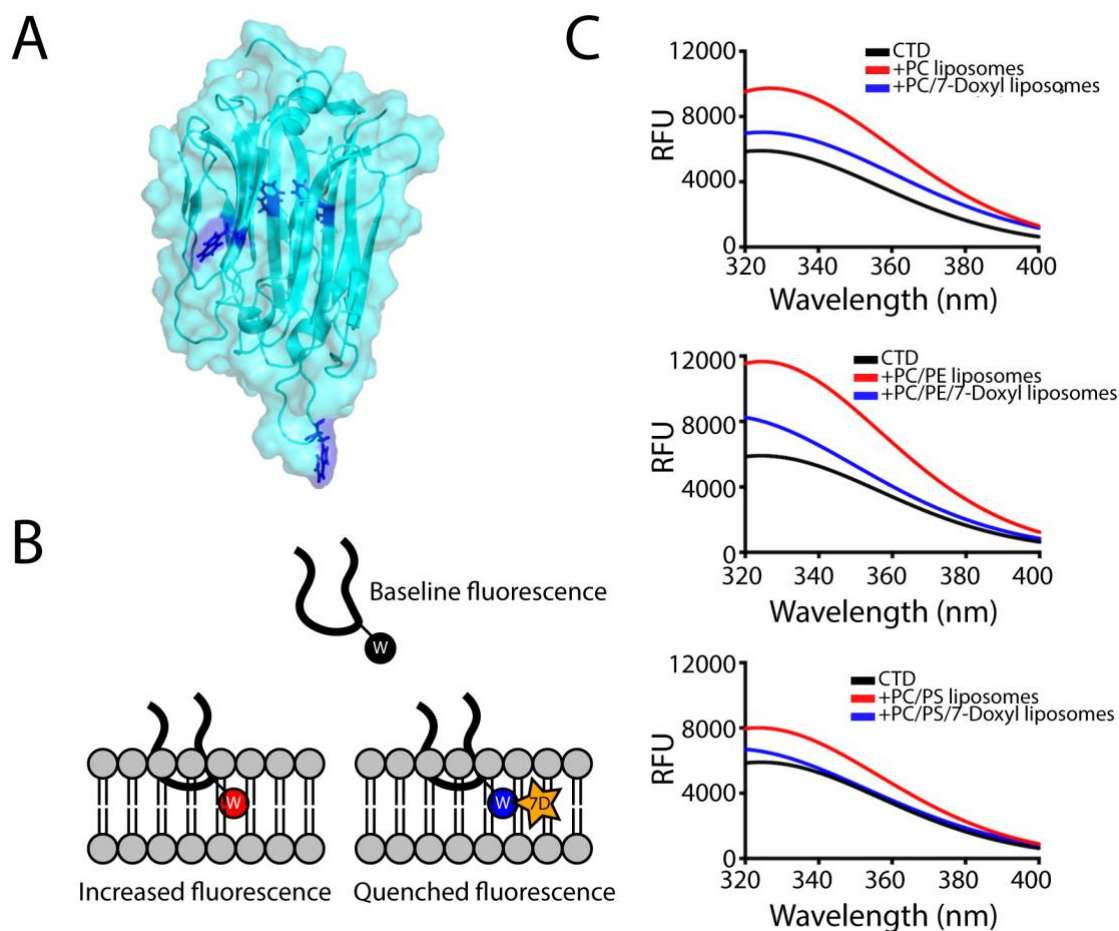 A
B
Baseline fluorescence
W
W
W
7D
Increased fluorescence
Quenched fluorescence
C
12000
8000
4000
0
RFU
CTD
+PC liposomes
+PC/7-Doxyl liposomes
320 340 360 380 400
Wavelength (nm)
12000
8000
4000
0
RFU
CTD
+PC/PE liposomes
+PC/PE/7-Doxyl liposomes
320 340 360 380 400
Wavelength (nm)
12000
8000
4000
0
RFU
CTD
+PC/PS liposomes
+PC/PS/7-Doxyl liposomes
320 340 360 380 400
Wavelength (nm)